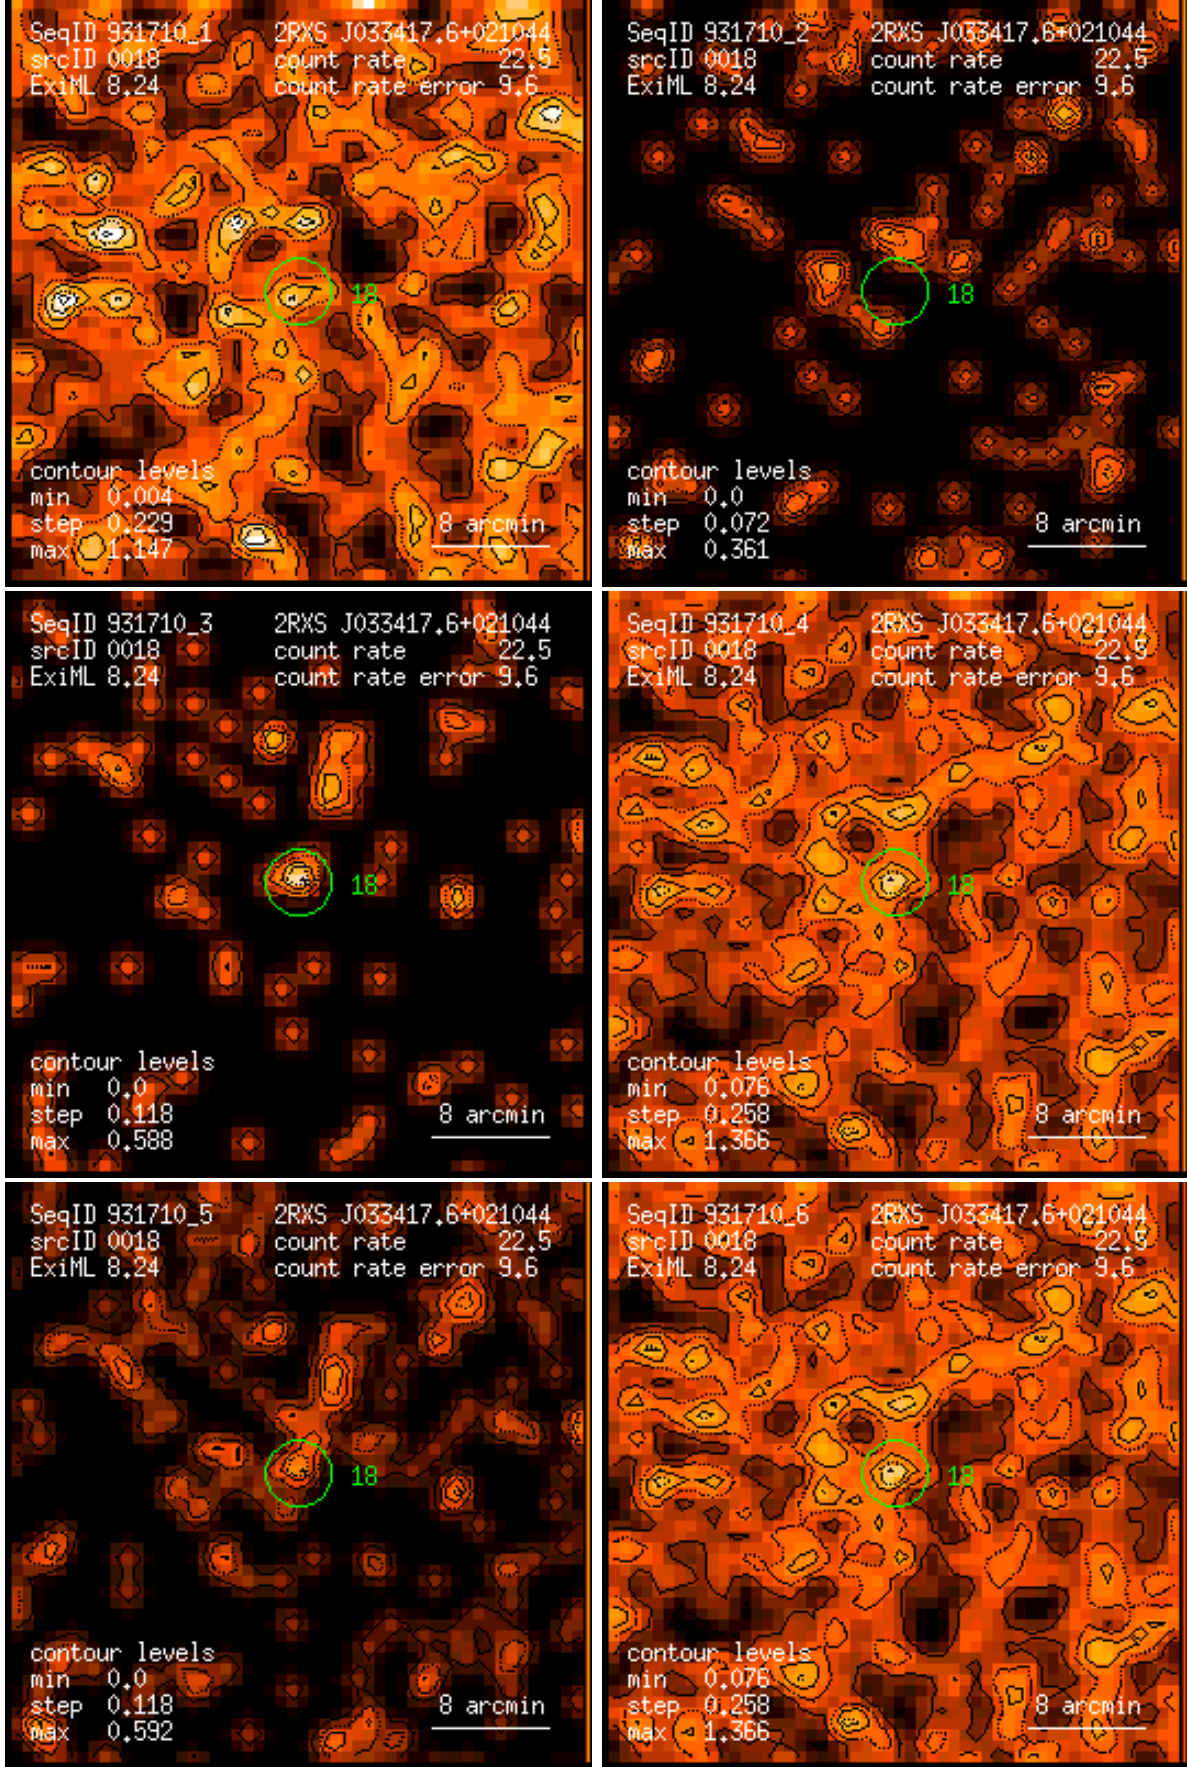 SeqID 931710_1 2RXS J033417.6+021044
srcID 0018 count rate 22.5
ExiML 8.24 count rate error 9.6
18
contour levels
min 0.004
step 0.229 8 arcmin
max 1.147
SeqID 931710_2 2RXS J033417.6+021044
srcID 0018 count rate 22.5
ExiML 8.24 count rate error 9.6
18
contour levels
min 0.0
step 0.072 8 arcmin
max 0.361
SeqID 931710_3 2RXS J033417.6+021044
srcID 0018 count rate 22.5
ExiML 8.24 count rate error 9.6
18
contour levels
min 0.0
step 0.118 8 arcmin
max 0.588
SeqID 931710_4 2RXS J033417.6+021044
srcID 0018 count rate 22.5
ExiML 8.24 count rate error 9.6
18
contour levels
min 0.076
step 0.258 8 arcmin
max 1.366
SeqID 931710_5 2RXS J033417.6+021044
srcID 0018 count rate 22.5
ExiML 8.24 count rate error 9.6
18
contour levels
min 0.0
step 0.118 8 arcmin
max 0.592
SeqID 931710_6 2RXS J033417.6+021044
srcID 0018 count rate 22.5
ExiML 8.24 count rate error 9.6
18
contour levels
min 0.076
step 0.258 8 arcmin
max 1.366